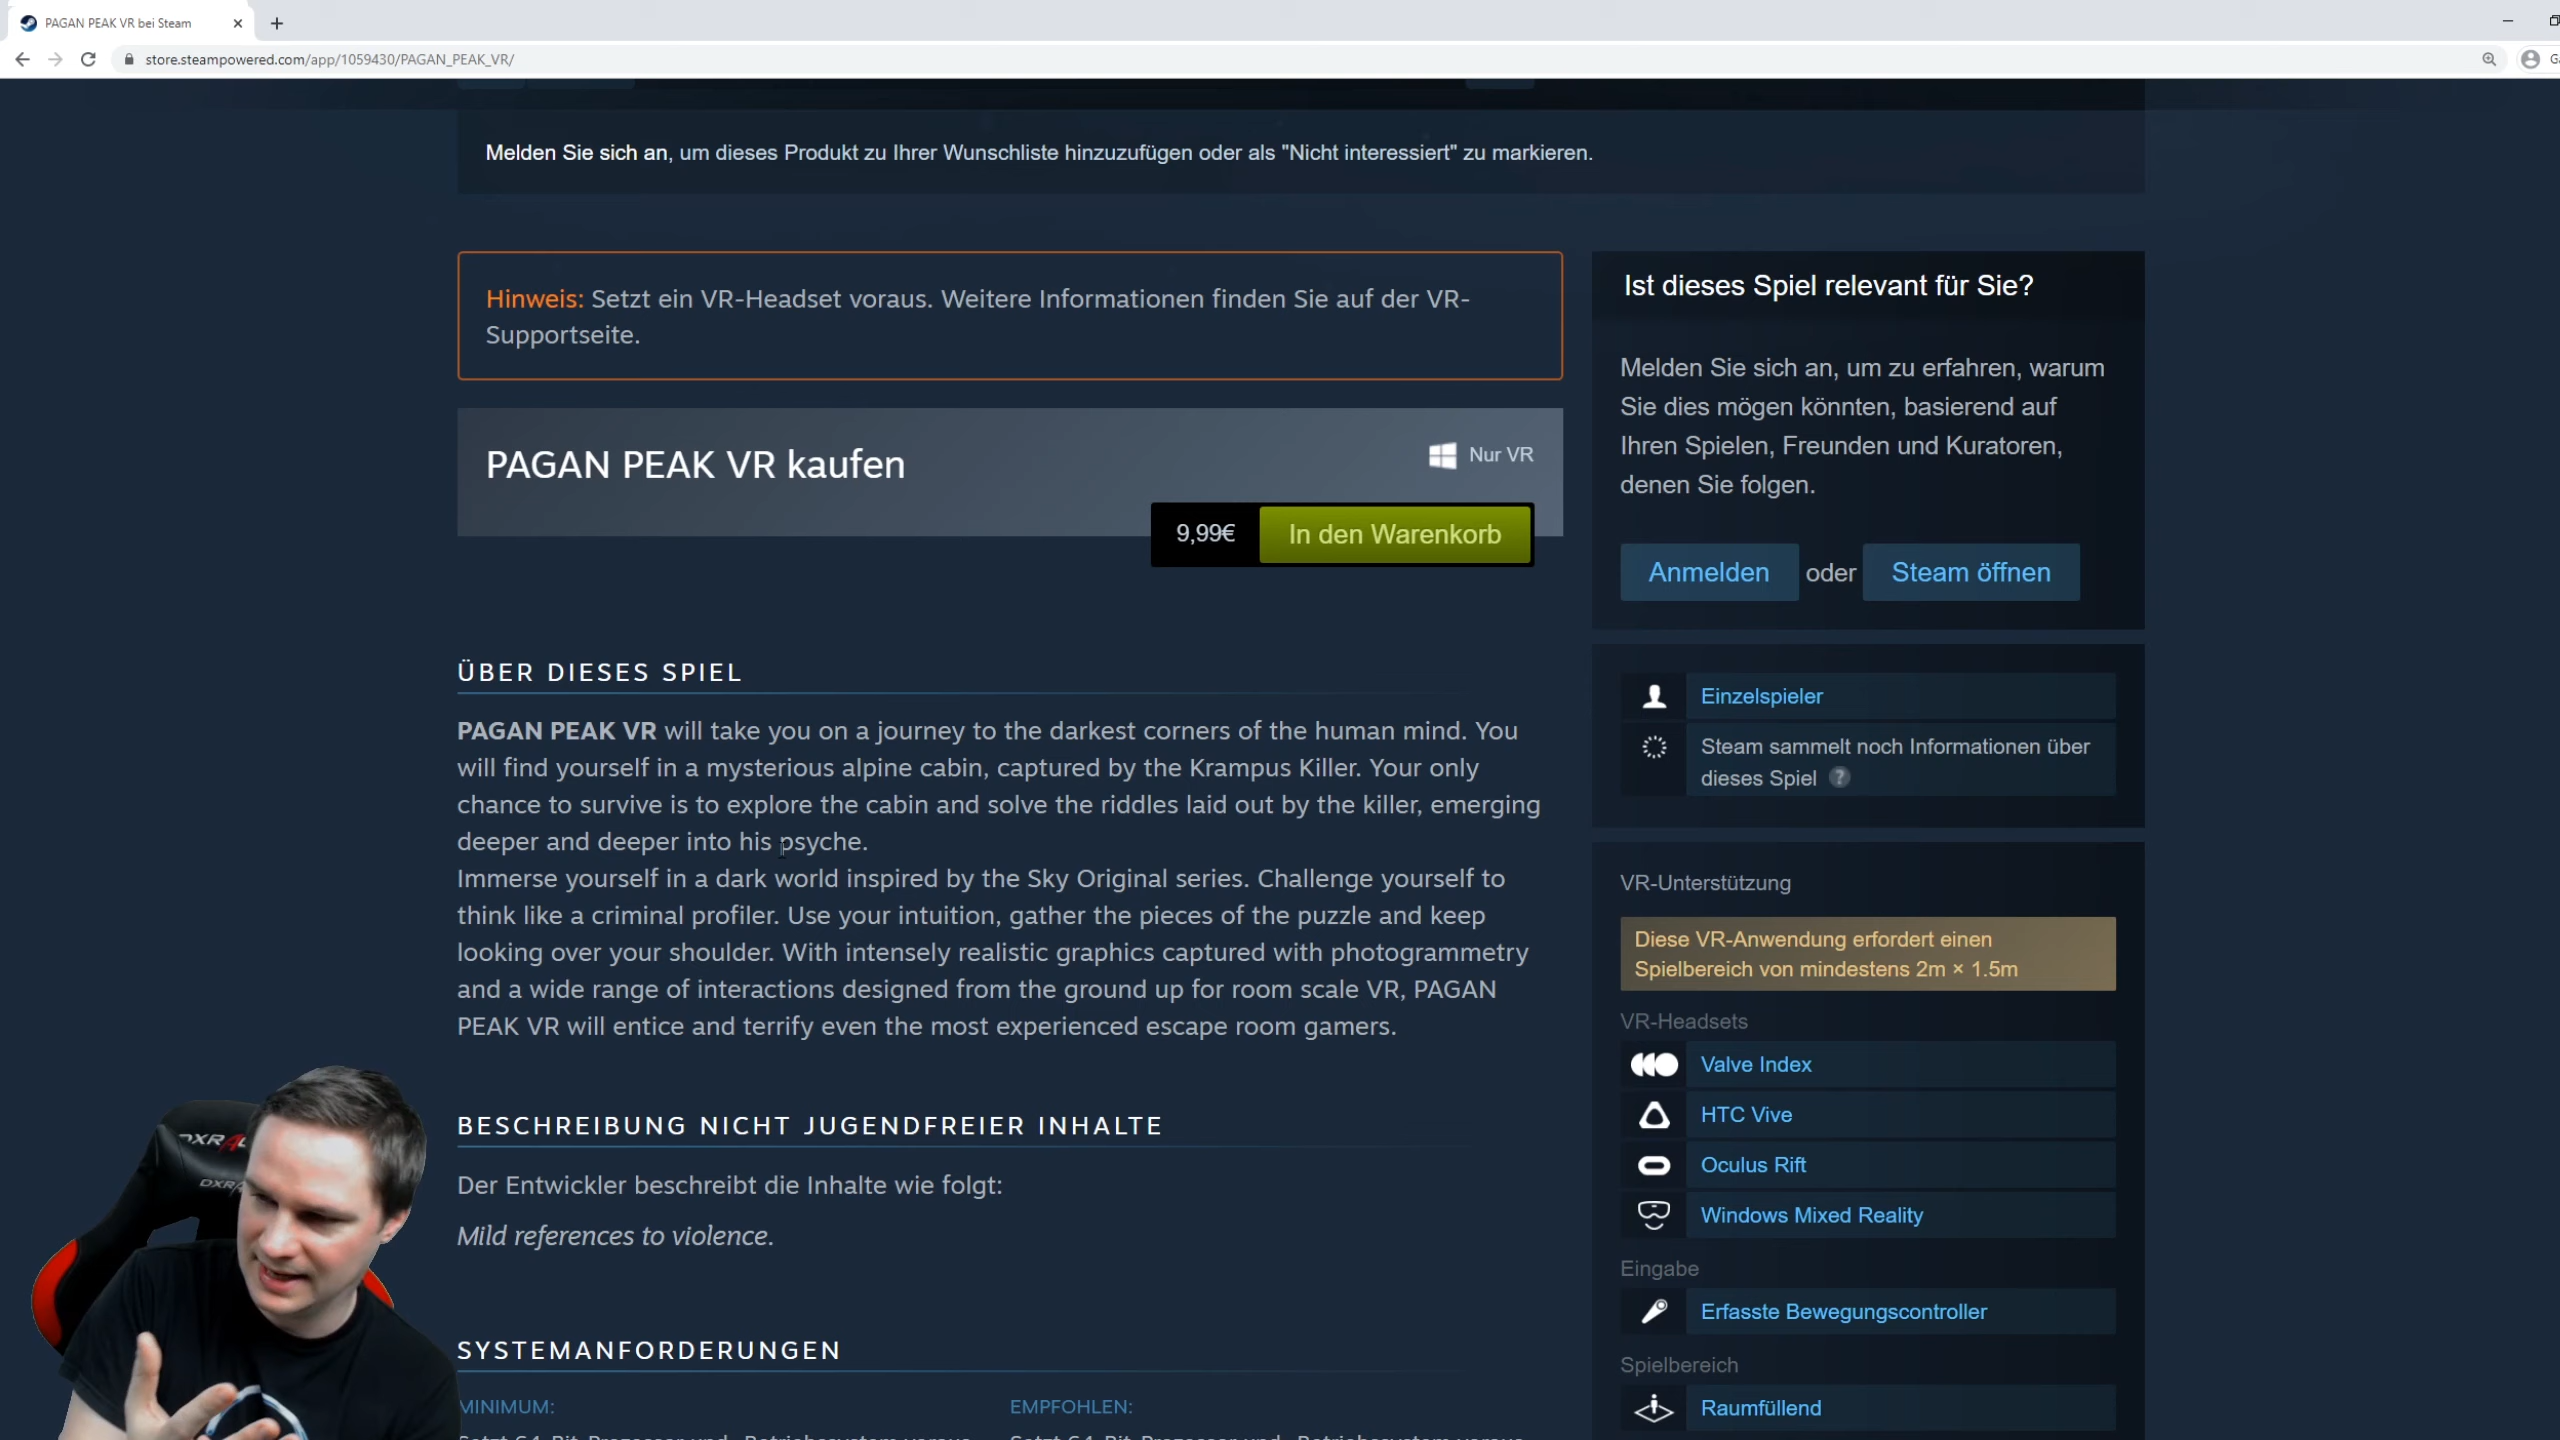 PAGAN PEAK VR bei Steam
store.steampowered.com/app/1059430/PAGAN_PEAK_VR/
Melden Sie sich an, um dieses Produkt zu Ihrer Wunschliste hinzuzufügen oder als "Nicht interessiert" zu markieren.
Hinweis: Setzt ein VR-Headset voraus. Weitere Informationen finden Sie auf der VR-
Supportseite.
PAGAN PEAK VR kaufen
Nur VR
9,99€
In den Warenkorb
ÜBER DIESES SPIEL
PAGAN PEAK VR will take you on a journey to the darkest corners of the human mind. You
will find yourself in a mysterious alpine cabin, captured by the Krampus Killer. Your only
chance to survive is to explore the cabin and solve the riddles laid out by the killer, emerging
deeper and deeper into his psyche.
Immerse yourself in a dark world inspired by the Sky Original series. Challenge yourself to
think like a criminal profiler. Use your intuition, gather the pieces of the puzzle and keep
looking over your shoulder. With intensely realistic graphics captured with photogrammetry
and a wide range of interactions designed from the ground up for room scale VR, PAGAN
PEAK VR will entice and terrify even the most experienced escape room gamers.
BESCHREIBUNG NICHT JUGENDFREIER INHALTE
Der Entwickler beschreibt die Inhalte wie folgt:
Mild references to violence.
SYSTEMANFORDERUNGEN
MINIMUM:
EMPFOHLEN:
Ist dieses Spiel relevant für Sie?
Melden Sie sich an, um zu erfahren, warum
Sie dies mögen könnten, basierend auf
Ihren Spielen, Freunden und Kuratoren,
denen Sie folgen.
Anmelden oder Steam öffnen
Einzelspieler
Steam sammelt noch Informationen über
dieses Spiel ?
VR-Unterstützung
Diese VR-Anwendung erfordert einen
Spielbereich von mindestens 2m × 1.5m
VR-Headsets
Valve Index
HTC Vive
Oculus Rift
Windows Mixed Reality
Eingabe
Erfasste Bewegungscontroller
Spielbereich
Raumfüllend